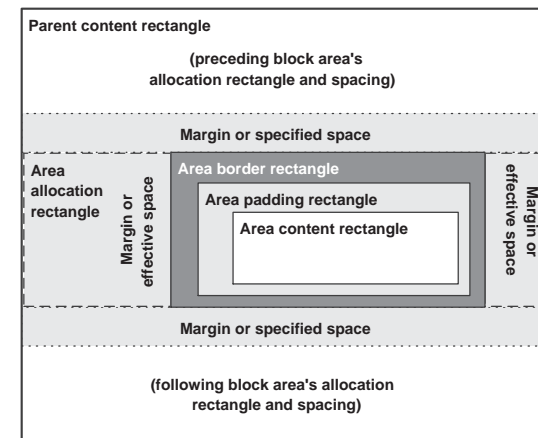 Parent content rectangle
(preceding block area's
allocation rectangle and spacing)
Margin or specified space
Area
allocation
rectangle
Margin or
effective space
Area border rectangle
Area padding rectangle
Area content rectangle
Margin or
effective space
Margin or specified space
(following block area's allocation
rectangle and spacing)